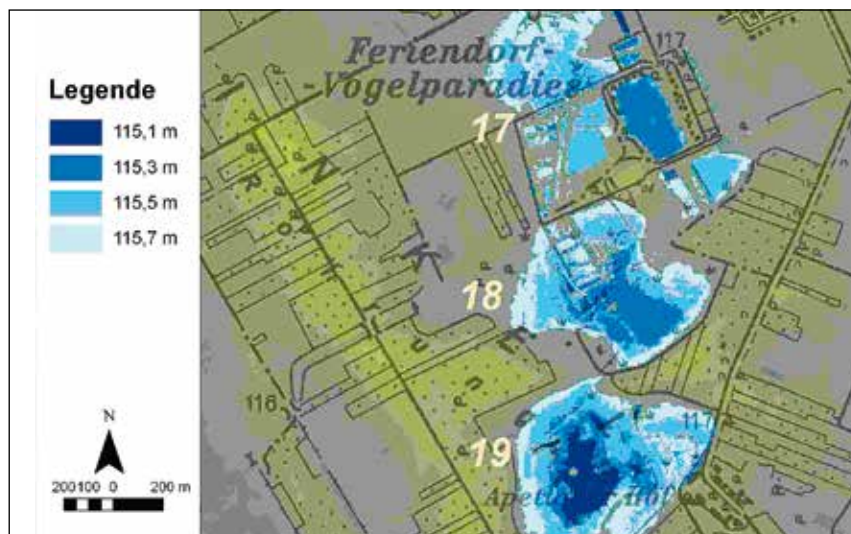 Legende
115,1 m
115,3 m
115,5 m
115,7 m
N
200100 0 200 m
Feriendorf-
-Vogelparadies
117
17
18
116
19
117